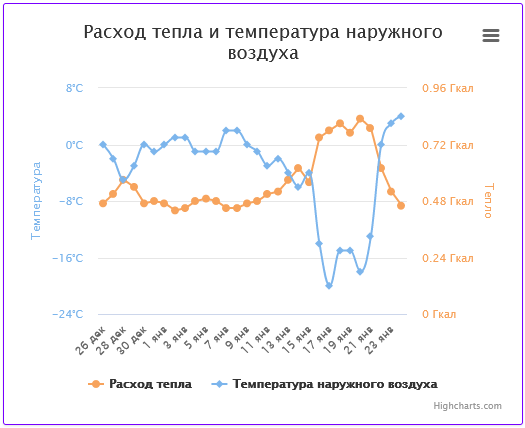 Расход тепла и температура наружного
воздуха
8°C
0°C
−8°C
−16°C
−24°C
Температура
0.96 Гкал
0.72 Гкал
0.48 Гкал
0.24 Гкал
0 Гкал
Тепло
26 дек
28 дек
30 дек
1 янв
3 янв
5 янв
7 янв
9 янв
11 янв
13 янв
15 янв
17 янв
19 янв
21 янв
23 янв
Расход тепла
Температура наружного воздуха
Highcharts.com